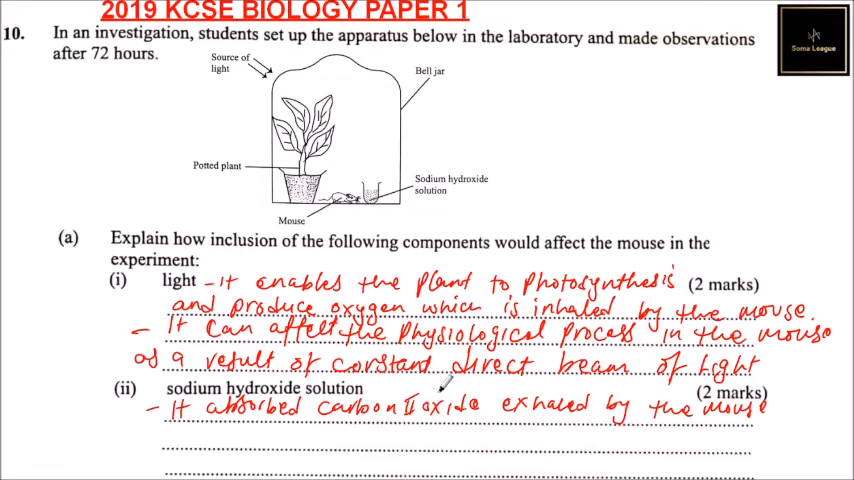 2019 KCSE BIOLOGY PAPER 1
10. In an investigation, students set up the apparatus below in the laboratory and made observations
after 72 hours.
Soma League
Source of
light
Bell jar
Potted plant
Sodium hydroxide
solution
Mouse
(a) Explain how inclusion of the following components would affect the mouse in the
experiment:
(i) light - It enables the plant to photosynthesis (2 marks)
and produce oxygen which is inhaled by the mouse.
- It can affect the physiological process in the mouse
as a result of constant direct beam of light
(ii) sodium hydroxide solution (2 marks)
- It absorbed carbon II oxide exhaled by the mouse